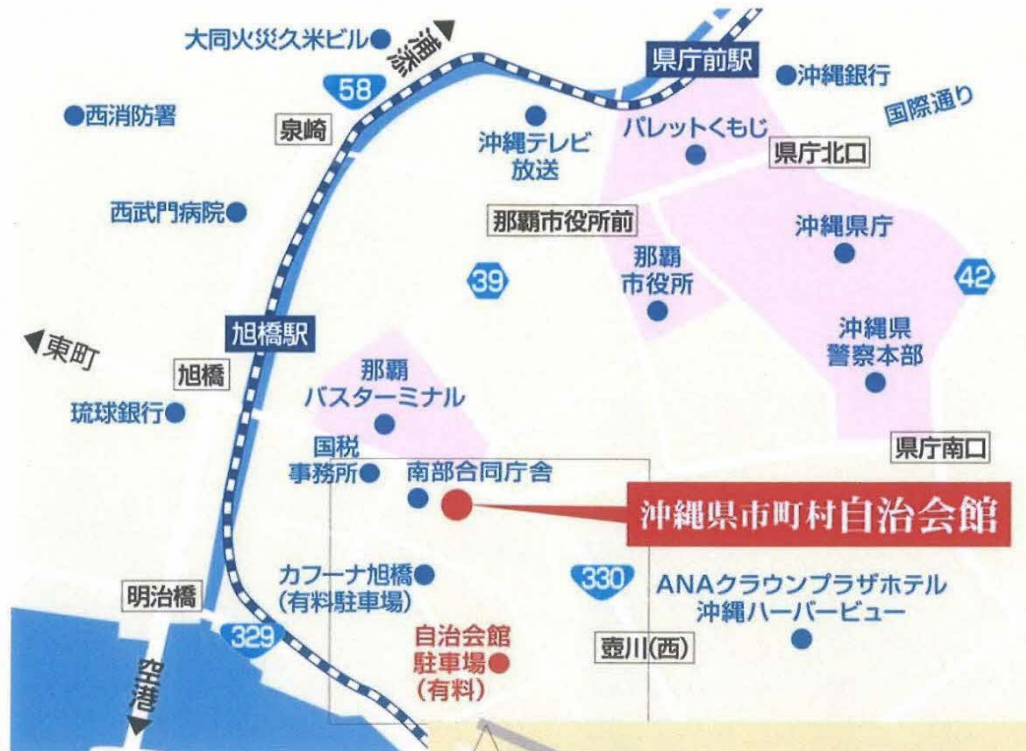 大同火災久米ビル
浦添
県庁前駅
沖縄銀行
58
国際通り
西消防署
泉崎
沖縄テレビ
放送
パレットくもじ
県庁北口
西武門病院
那覇市役所前
沖縄県庁
那覇
市役所
39
42
旭橋駅
沖縄県
警察本部
東町
旭橋
那覇
バスターミナル
琉球銀行
県庁南口
国税
事務所
南部合同庁舎
沖縄県市町村自治会館
カフーナ旭橋
(有料駐車場)
330
ANAクラウンプラザホテル
沖縄ハーバービュー
明治橋
329
自治会館
駐車場
(有料)
壺川(西)
空港